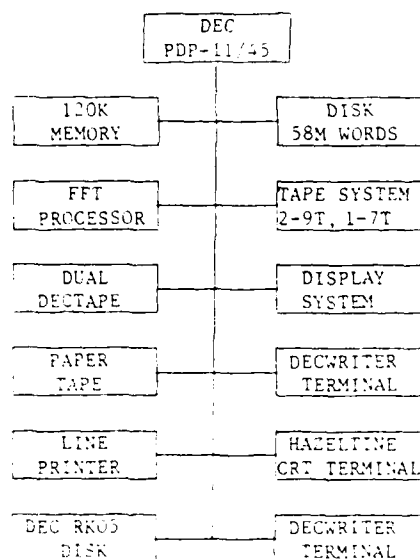 DEC
PDP-11/45
120K
MEMORY
DISK
58M WORDS
FFT
PROCESSOR
TAPE SYSTEM
2-9T, 1-7T
DUAL
DECTAPE
DISPLAY
SYSTEM
PAPER
TAPE
DECWRITER
TERMINAL
LINE
PRINTER
HAZELTINE
CRT TERMINAL
DEC RK05
DISK
DECWRITER
TERMINAL